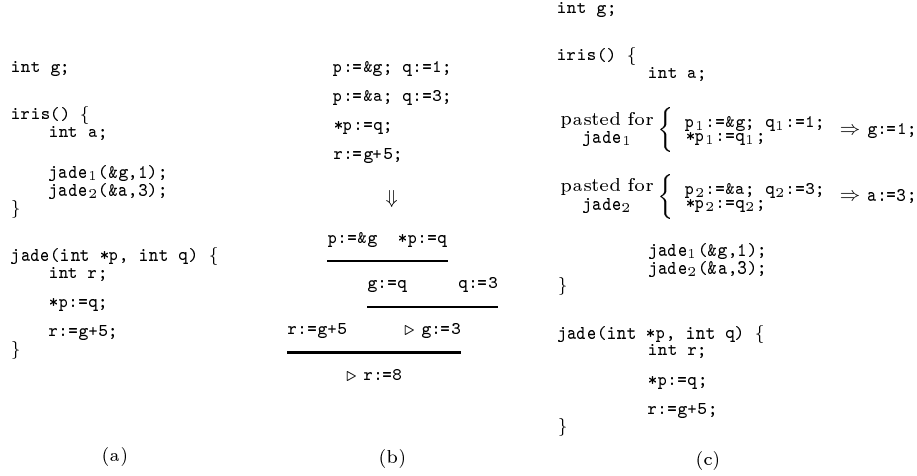 int g;
iris() {
int a;
jade1(&g,1);
jade2(&a,3);
}
jade(int *p, int q) {
int r;
*p:=q;
r:=g+5;
}
(a)
p:=&g; q:=1;
p:=&a; q:=3;
*p:=q;
r:=g+5;
⇓
p:=&g *p:=q
g:=q q:=3
r:=g+5 ▷ g:=3
▷ r:=8
(b)
int g;
iris() {
int a;
pasted for jade1 { p1:=&g; q1:=1;
*p1:=q1; ⇒ g:=1;
pasted for jade2 { p2:=&a; q2:=3;
*p2:=q2; ⇒ a:=3;
jade1(&g,1);
jade2(&a,3);
}
jade(int *p, int q) {
int r;
*p:=q;
r:=g+5;
}
(c)